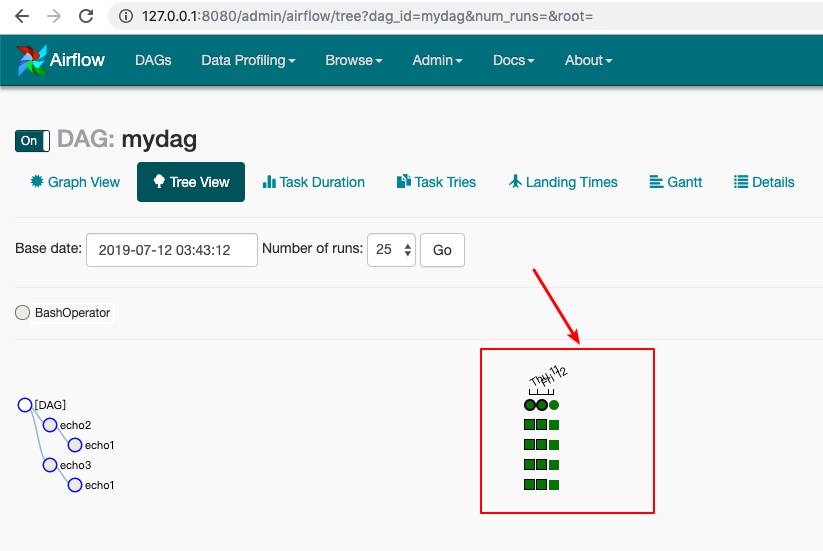 127.0.0.1:8080/admin/airflow/tree?dag_id=mydag&num_runs=&root=
Airflow DAGs Data Profiling Browse Admin Docs About
On DAG: mydag
Graph View Tree View Task Duration Task Tries Landing Times Gantt Details
Base date: 2019-07-12 03:43:12 Number of runs: 25 Go
BashOperator
Thu 11
Fri 12
[DAG]
echo2
echo1
echo3
echo1